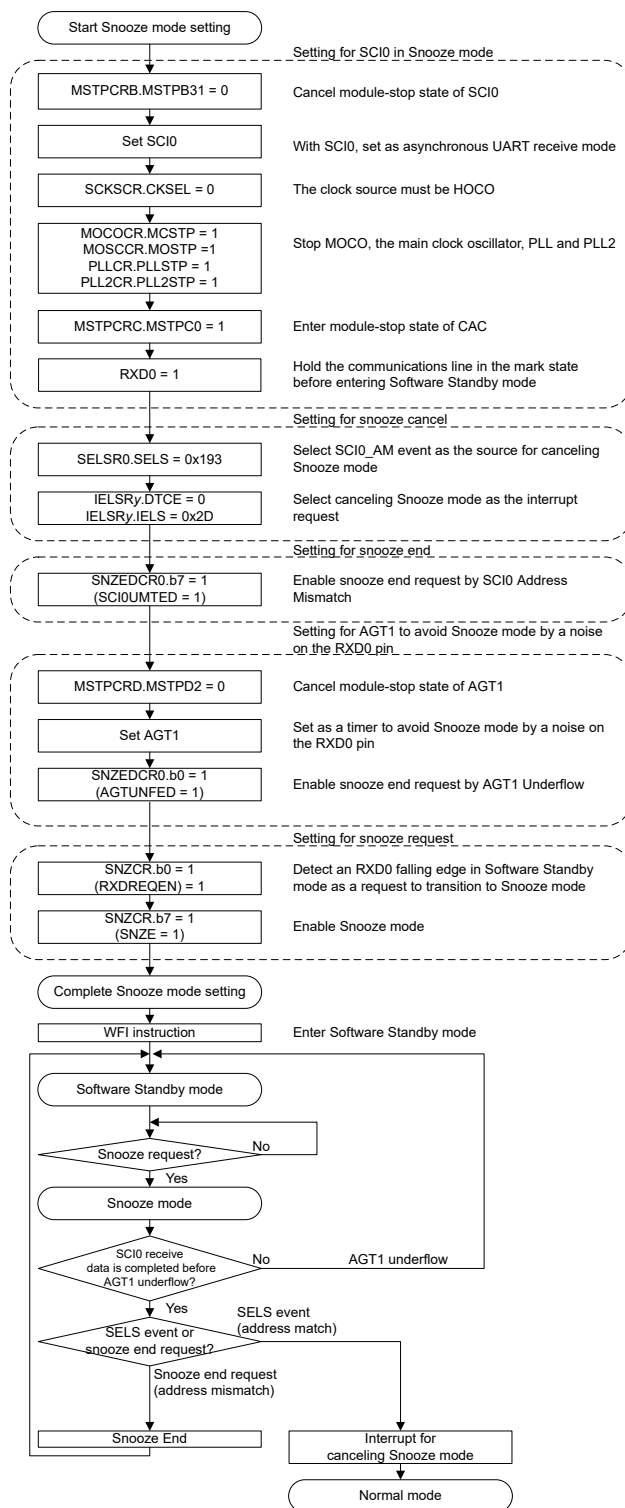 Start Snooze mode setting
Setting for SCI0 in Snooze mode
MSTPCRB.MSTPB31 = 0
Cancel module-stop state of SCI0
Set SCI0
With SCI0, set as asynchronous UART receive mode
SCKSCR.CKSEL = 0
The clock source must be HOCO
MOCOCR.MCSTP = 1
MOSCCR.MOSTP =1
PLLCR.PLLSTP = 1
PLL2CR.PLL2STP = 1
Stop MOCO, the main clock oscillator, PLL and PLL2
MSTPCRC.MSTPC0 = 1
Enter module-stop state of CAC
RXD0 = 1
Hold the communications line in the mark state
before entering Software Standby mode
Setting for snooze cancel
SELSR0.SELS = 0x193
Select SCI0_AM event as the source for canceling
Snooze mode
IELSRy.DTCE = 0
IELSRy.IELS = 0x2D
Select canceling Snooze mode as the interrupt
request
Setting for snooze end
SNZEDCR0.b7 = 1
(SCI0UMTED = 1)
Enable snooze end request by SCI0 Address
Mismatch
Setting for AGT1 to avoid Snooze mode by a noise
on the RXD0 pin
MSTPCRD.MSTPD2 = 0
Cancel module-stop state of AGT1
Set AGT1
Set as a timer to avoid Snooze mode by a noise on
the RXD0 pin
SNZEDCR0.b0 = 1
(AGTUNFED = 1)
Enable snooze end request by AGT1 Underflow
Setting for snooze request
SNZCR.b0 = 1
(RXDREQEN) = 1
Detect an RXD0 falling edge in Software Standby
mode as a request to transition to Snooze mode
SNZCR.b7 = 1
(SNZE = 1)
Enable Snooze mode
Complete Snooze mode setting
WFI instruction
Enter Software Standby mode
Software Standby mode
Snooze request?
No
Yes
Snooze mode
SCI0 receive
data is completed before
AGT1 underflow?
No
AGT1 underflow
Yes
SELS event
(address match)
SELS event or
snooze end request?
Snooze end request
(address mismatch)
Snooze End
Interrupt for
canceling Snooze mode
Normal mode